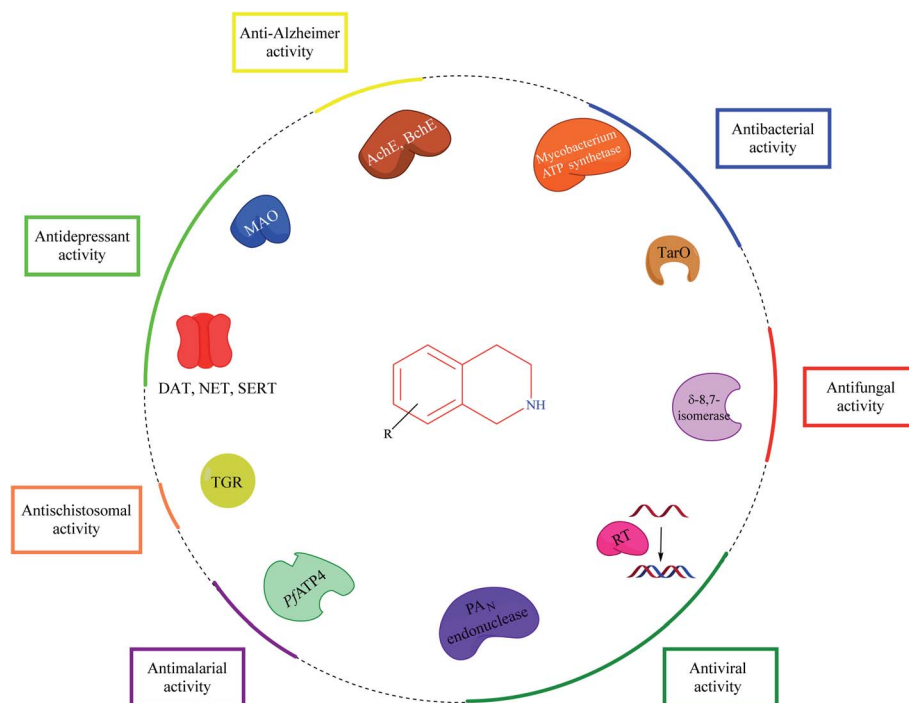 Anti-Alzheimer
activity
AchE, BchE
Mycobacterium
ATP synthetase
Antibacterial
activity
MAO
Antidepressant
activity
TarO
DAT, NET, SERT
NH
R
δ-8,7-
isomerase
Antifungal
activity
TGR
Antischistosomal
activity
RT
PfATP4
PAN
endonuclease
Antimalarial
activity
Antiviral
activity